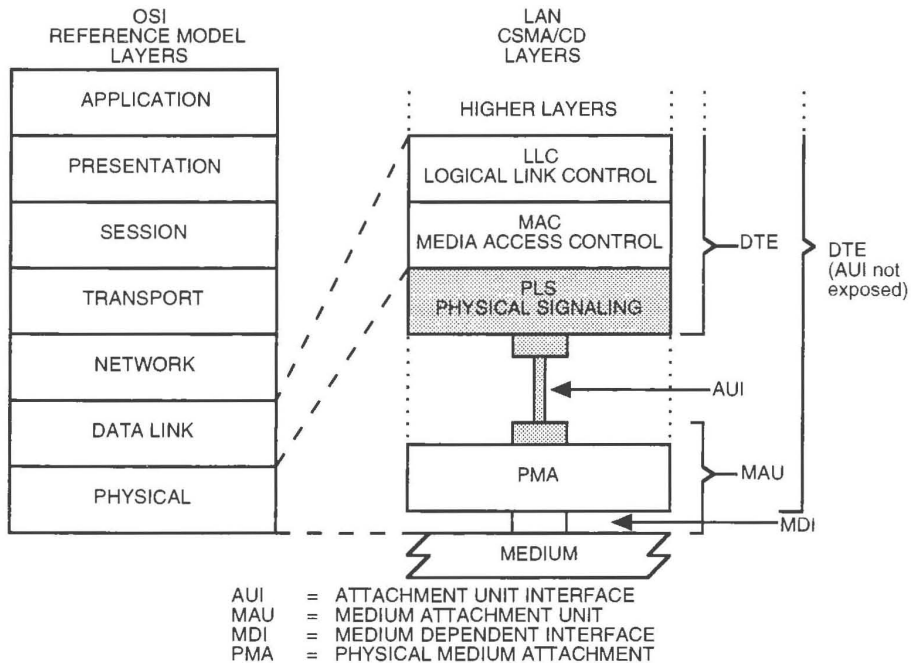 OSI
REFERENCE MODEL
LAYERS
APPLICATION
PRESENTATION
SESSION
TRANSPORT
NETWORK
DATA LINK
PHYSICAL
LAN
CSMA/CD
LAYERS
HIGHER LAYERS
LLC
LOGICAL LINK CONTROL
MAC
MEDIA ACCESS CONTROL
PLS
PHYSICAL SIGNALING
PMA
MEDIUM
DTE
AUI
MAU
MDI
DTE
(AUI not
exposed)
AUI = ATTACHMENT UNIT INTERFACE
MAU = MEDIUM ATTACHMENT UNIT
MDI = MEDIUM DEPENDENT INTERFACE
PMA = PHYSICAL MEDIUM ATTACHMENT